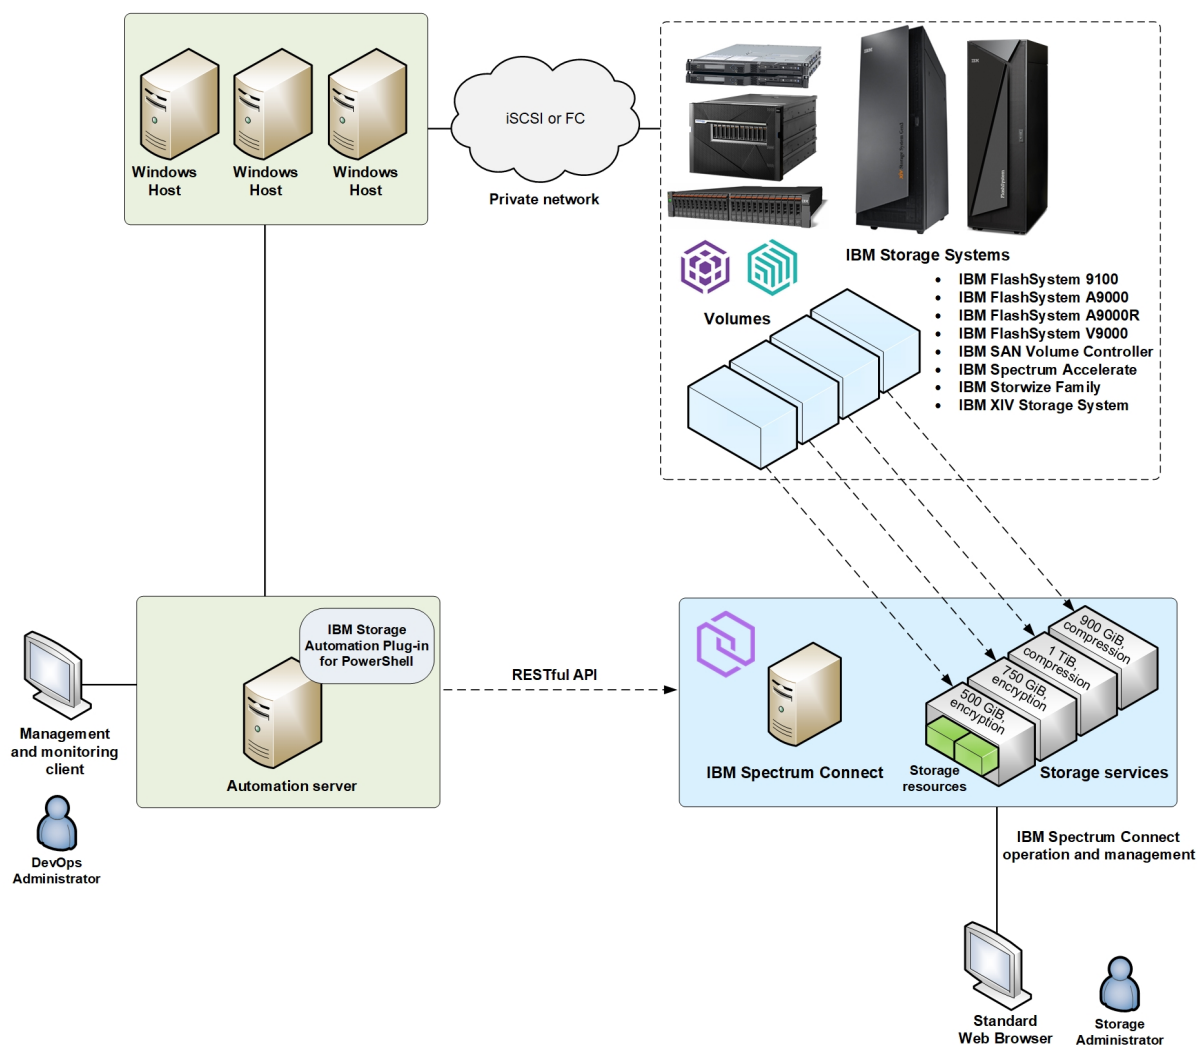 iSCSI or FC
Windows
Host
Windows
Host
Windows
Host
Private network
IBM Storage Systems
• IBM FlashSystem 9100
• IBM FlashSystem A9000
• IBM FlashSystem A9000R
• IBM FlashSystem V9000
• IBM SAN Volume Controller
• IBM Spectrum Accelerate
• IBM Storwize Family
• IBM XIV Storage System
Volumes
IBM Storage
Automation Plug-in
for PowerShell
RESTful API
Management
and monitoring
client
Automation server
DevOps
Administrator
900 GiB,
compression
1 TiB,
compression
750 GiB,
encryption
500 GiB,
encryption
IBM Spectrum Connect
Storage
resources
Storage services
IBM Spectrum Connect
operation and management
Standard
Web Browser
Storage
Administrator